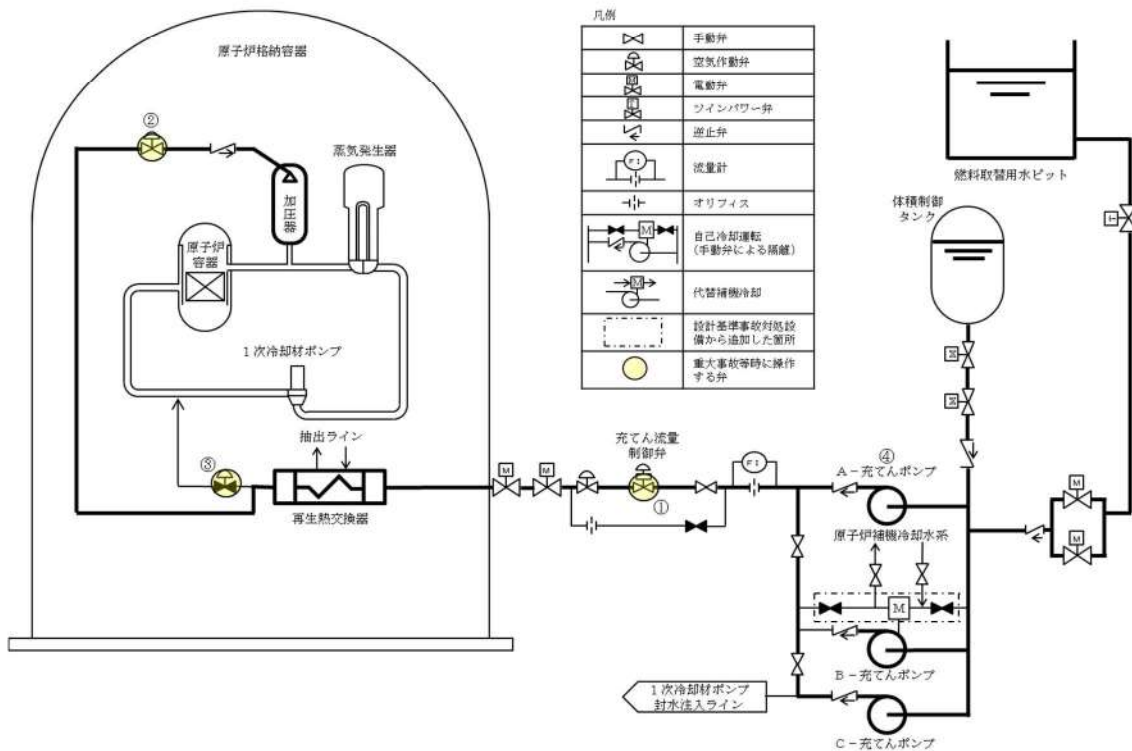 原子炉格納容器
②
蒸気発生器
加圧器
原子炉
容器
1次冷却材ポンプ
抽出ライン
③
再生熱交換器
凡例
手動弁
空気作動弁
M
電動弁
T
ツインパワー弁
逆止弁
FI
流量計
オリフィス
M
自己冷却運転
(手動弁による隔離)
M
代替補機冷却
設計基準事故対処設
備から追加した箇所
重大事故等時に操作
する弁
燃料取替用水ピット
T
体積制御
タンク
M
M
充てん流量
制御弁
①
M
M
FI
④
A-充てんポンプ
原子炉補機冷却水系
M
M
M
B-充てんポンプ
1次冷却材ポンプ
封水注入ライン
C-充てんポンプ